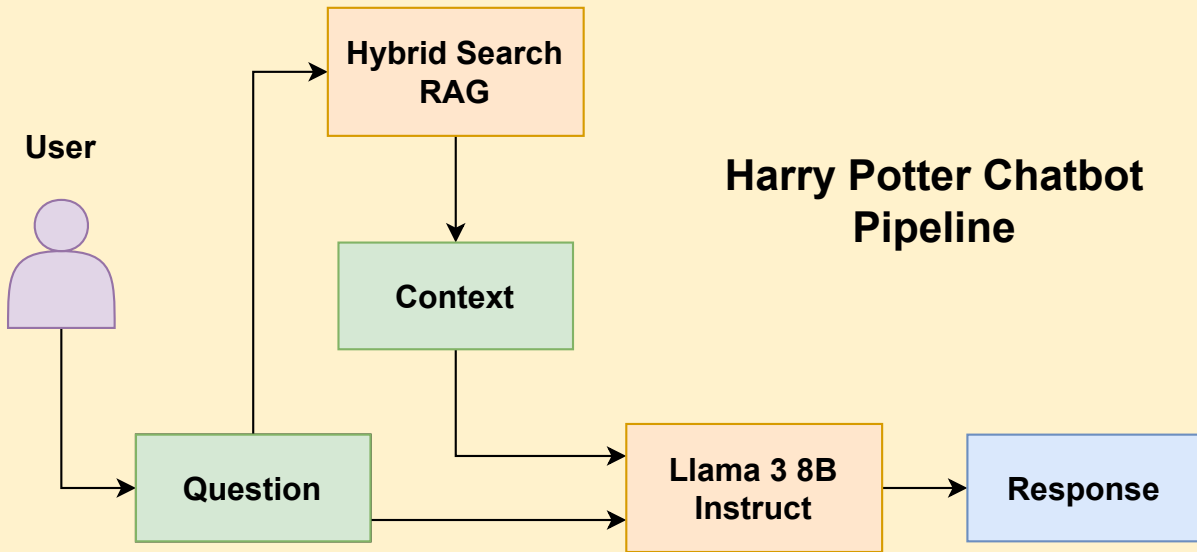 Hybrid Search
RAG
User
Harry Potter Chatbot
Pipeline
Context
Question
Llama 3 8B
Instruct
Response